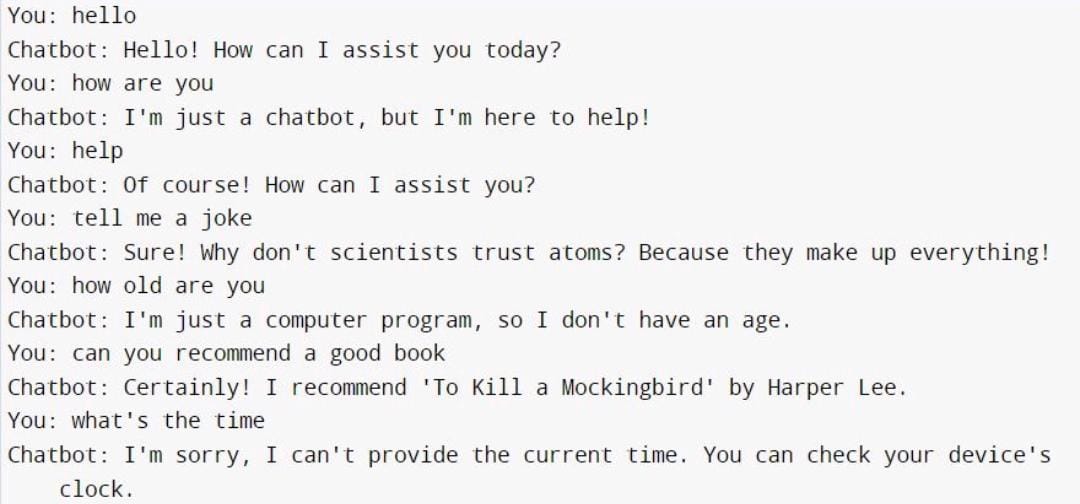 You: hello
Chatbot: Hello! How can I assist you today?
You: how are you
Chatbot: I'm just a chatbot, but I'm here to help!
You: help
Chatbot: Of course! How can I assist you?
You: tell me a joke
Chatbot: Sure! Why don't scientists trust atoms? Because they make up everything!
You: how old are you
Chatbot: I'm just a computer program, so I don't have an age.
You: can you recommend a good book
Chatbot: Certainly! I recommend 'To Kill a Mockingbird' by Harper Lee.
You: what's the time
Chatbot: I'm sorry, I can't provide the current time. You can check your device's
clock.